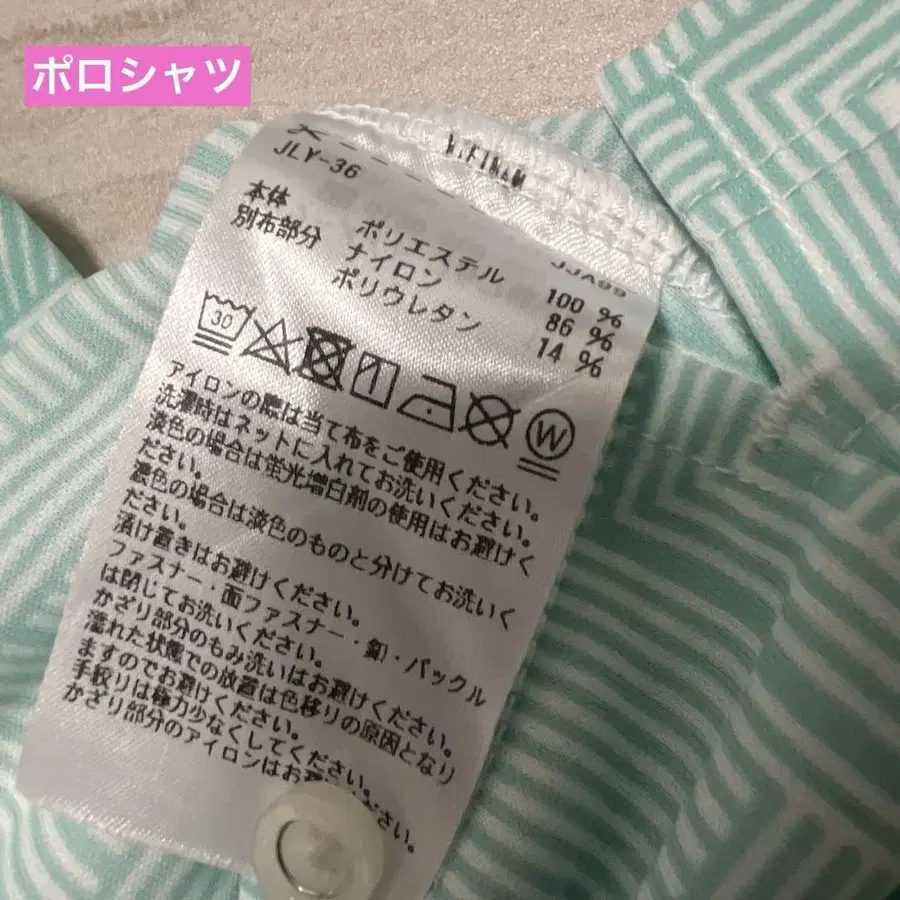 ポロシャツ
VIETNAM
JLY-36
本体 ポリエステル 100 %
別布部分 ナイロン 86 %
ポリウレタン 14 %
30
W
アイロンの際は当て布をご使用ください。
洗濯時はネットに入れてお洗いください。
淡色の場合は蛍光増白剤の使用はお避けく
ださい。
濃色の場合は淡色のものと分けてお洗いく
ださい。
漬け置きはお避けください。
ファスナー・面ファスナー・釦・バックル
は閉じてお洗いください。
かざり部分のもみ洗いはお避けください。
濡れた状態での放置は色移りの原因となり
ますのでお避けください。
手絞りは極力少なくしてください。
かざり部分のアイロンはお
ください。